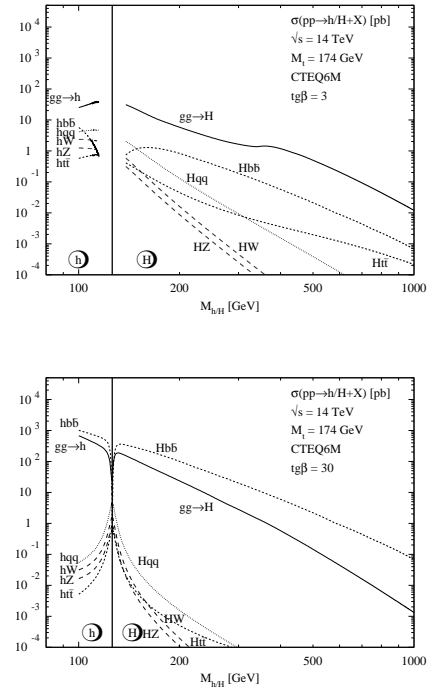 σ(pp→h/H+X) [pb]
√s = 14 TeV
M_t = 174 GeV
CTEQ6M
tgβ = 3
10^4
10^3
10^2
10
1
10^-1
10^-2
10^-3
10^-4
gg→h
hbb̄
hqq
hW
hZ
htt̄
gg→H
Hbb̄
Hqq
HZ
HW
Htt̄
h
H
100
200
500
1000
M_h/H [GeV]
σ(pp→h/H+X) [pb]
√s = 14 TeV
M_t = 174 GeV
CTEQ6M
tgβ = 30
10^4
10^3
10^2
10
1
10^-1
10^-2
10^-3
10^-4
hbb̄
gg→h
Hbb̄
gg→H
hqq
hW
hZ
htt̄
Hqq
HW
HZ
Htt̄
h
H
100
200
500
1000
M_h/H [GeV]